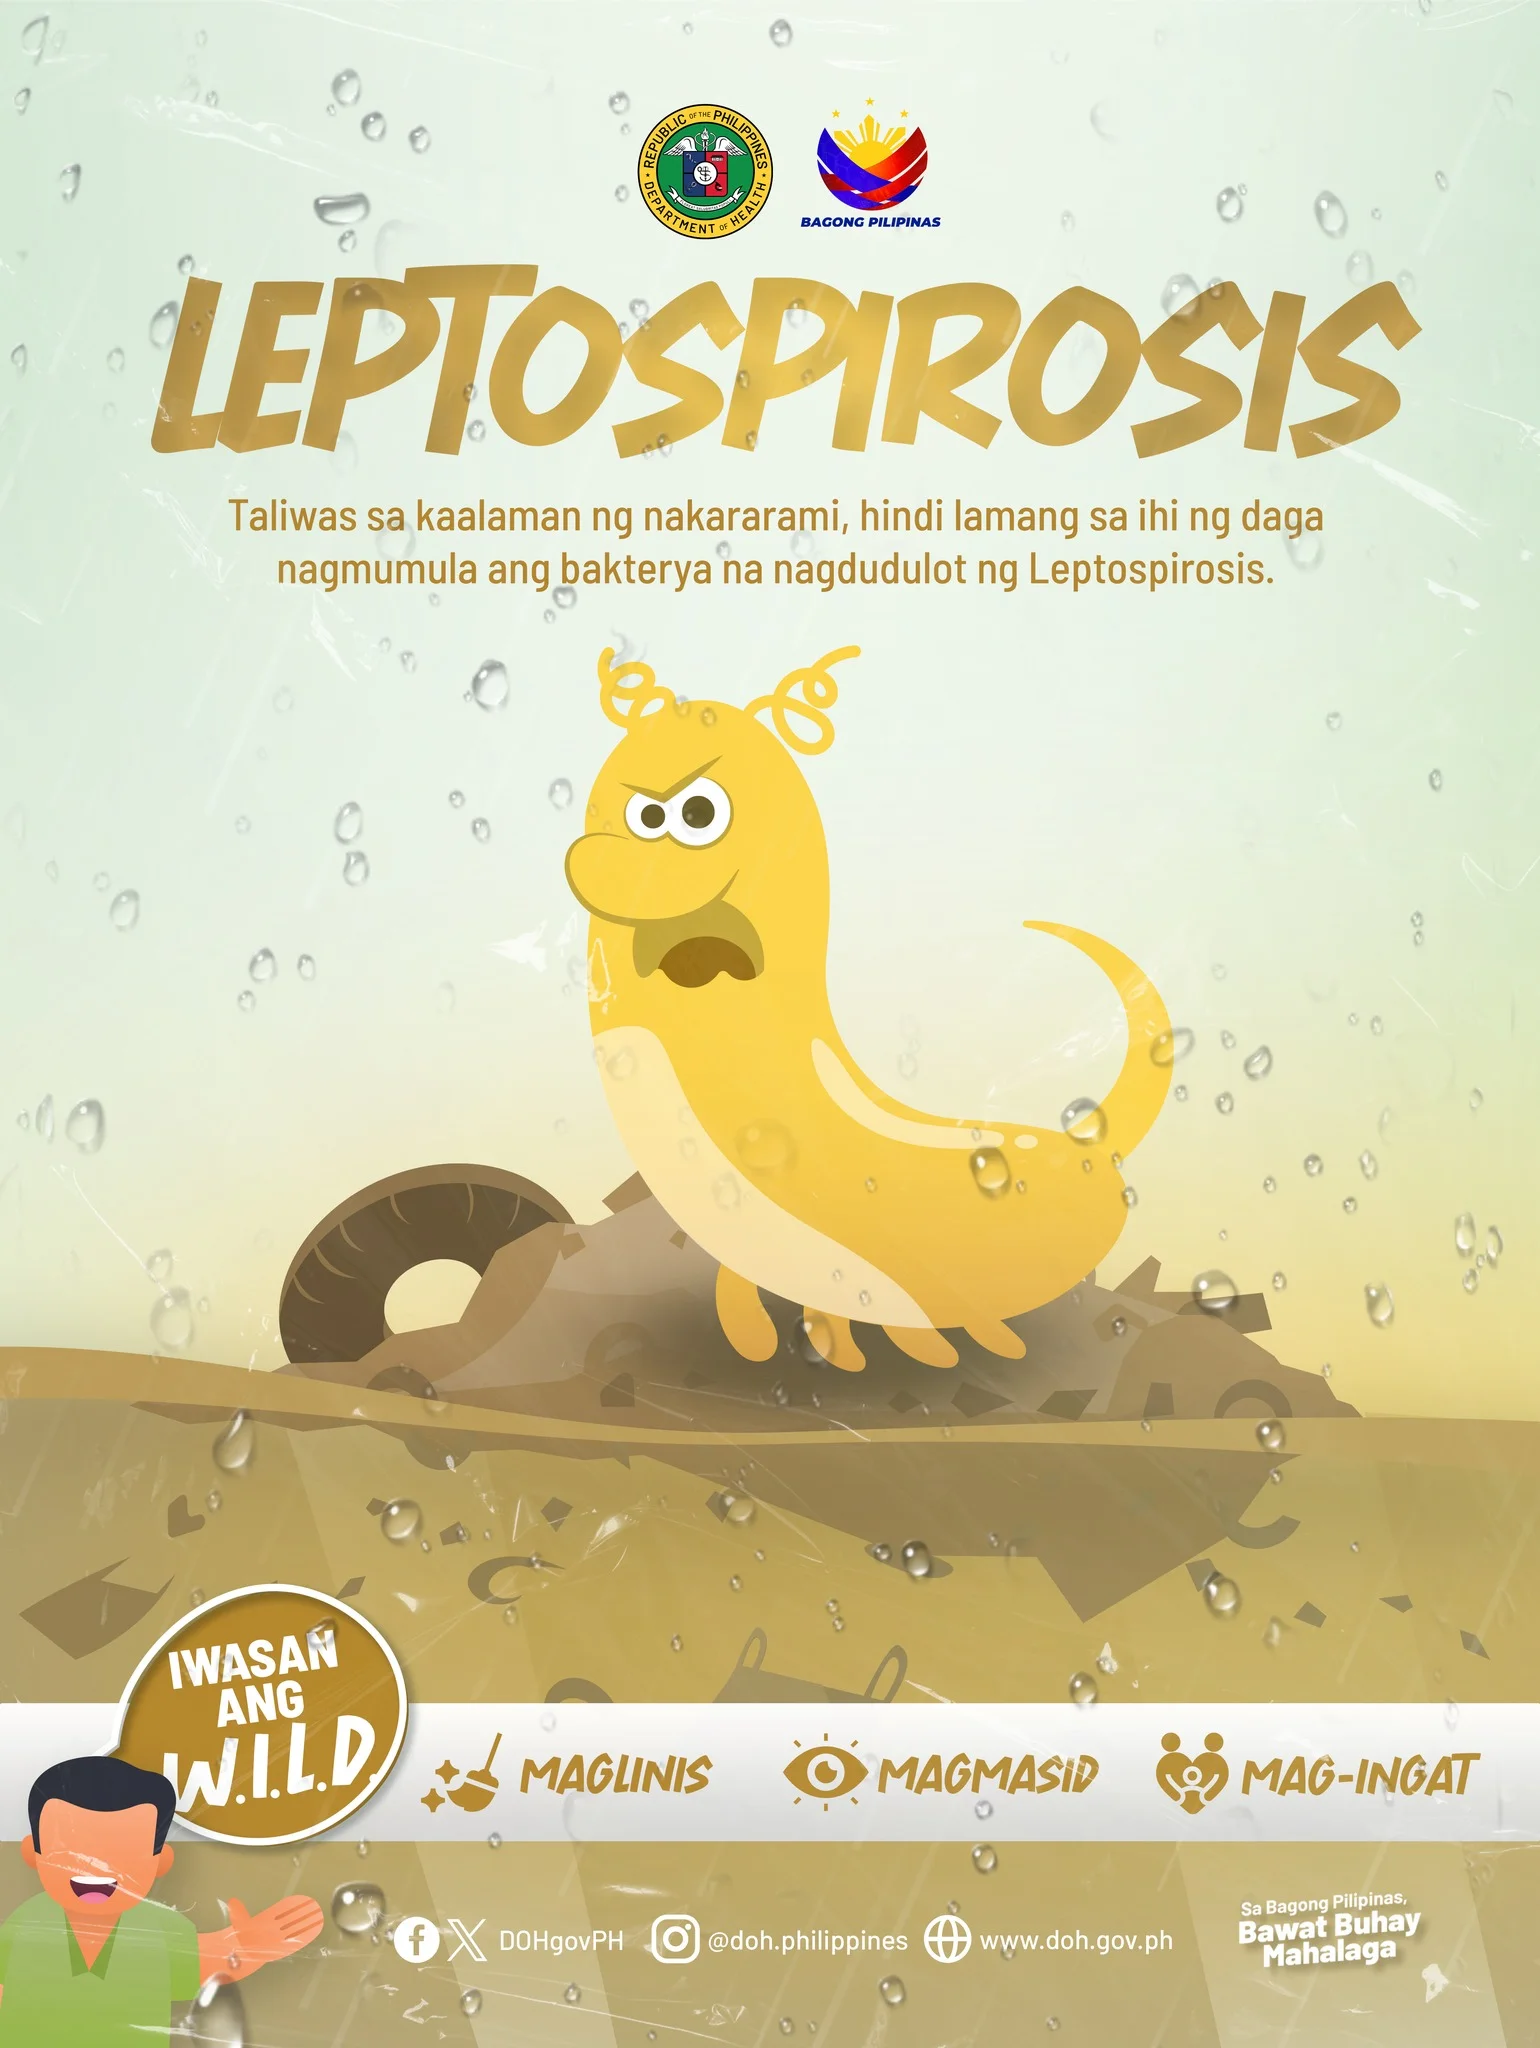 REPUBLIC OF THE PHILIPPINES
DEPARTMENT OF HEALTH
BAGONG PILIPINAS
LEPTOSPIROSIS
Taliwas sa kaalaman ng nakararami, hindi lamang sa ihi ng daga
nagmumula ang bakterya na nagdudulot ng Leptospirosis.
IWASAN
ANG
W.I.L.D.
MAGLINIS
MAGMASID
MAG-INGAT
DOHgovPH
@doh.philippines
www.doh.gov.ph
Sa Bagong Pilipinas,
Bawat Buhay
Mahalaga